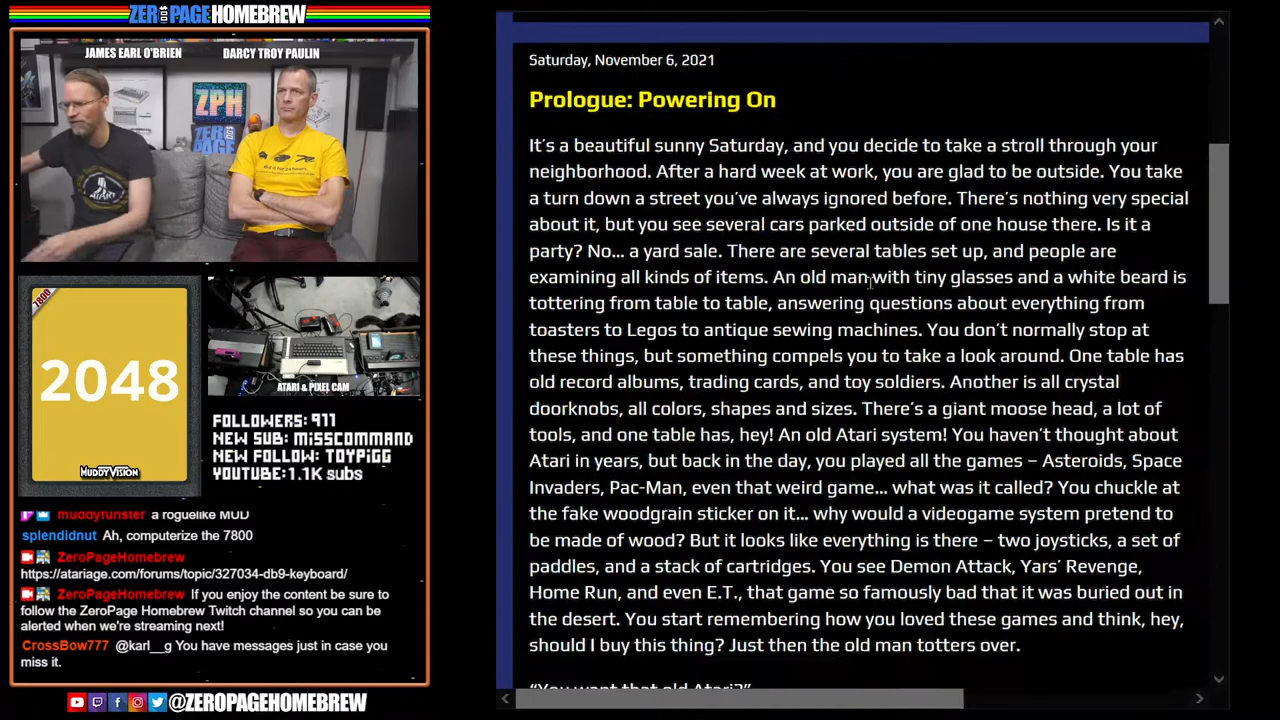 ZEROPAGE HOMEBREW
JAMES EARL O'BRIEN
DARCY TROY PAULIN
ZPH
ZERO
PAGE
ATARI
7800
2048
MUDDYVISION
ATARI & PIXEL CAM
FOLLOWERS: 911
NEW SUB: MISSCOMMAND
NEW FOLLOW: TOYPIGG
YOUTUBE:1.1K subs
muddyfunster a roguelike MUD
splendidnut Ah, computerize the 7800
ZeroPageHomebrew
https://atariage.com/forums/topic/327034-db9-keyboard/
ZeroPageHomebrew If you enjoy the content be sure to
follow the ZeroPage Homebrew Twitch channel so you can be
alerted when we're streaming next!
CrossBow777 @karl__g You have messages just in case you
miss it.
@ZEROPAGEHOMEBREW
Saturday, November 6, 2021
Prologue: Powering On
It's a beautiful sunny Saturday, and you decide to take a stroll through your
neighborhood. After a hard week at work, you are glad to be outside. You take
a turn down a street you've always ignored before. There's nothing very special
about it, but you see several cars parked outside of one house there. Is it a
party? No... a yard sale. There are several tables set up, and people are
examining all kinds of items. An old man with tiny glasses and a white beard is
tottering from table to table, answering questions about everything from
toasters to Legos to antique sewing machines. You don't normally stop at
these things, but something compels you to take a look around. One table has
old record albums, trading cards, and toy soldiers. Another is all crystal
doorknobs, all colors, shapes and sizes. There's a giant moose head, a lot of
tools, and one table has, hey! An old Atari system! You haven't thought about
Atari in years, but back in the day, you played all the games – Asteroids, Space
Invaders, Pac-Man, even that weird game... what was it called? You chuckle at
the fake woodgrain sticker on it... why would a videogame system pretend to
be made of wood? But it looks like everything is there – two joysticks, a set of
paddles, and a stack of cartridges. You see Demon Attack, Yars' Revenge,
Home Run, and even E.T., that game so famously bad that it was buried out in
the desert. You start remembering how you loved these games and think, hey,
should I buy this thing? Just then the old man totters over.
"You want that old Atari?"